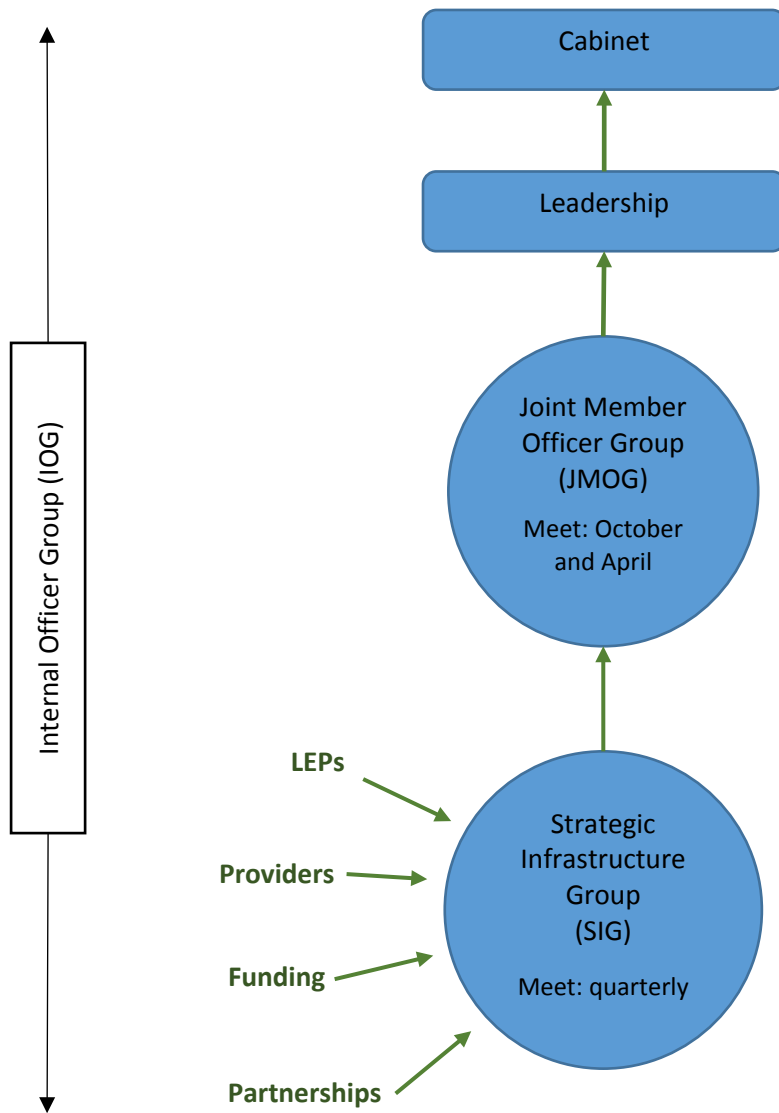 Cabinet
Leadership
Joint Member
Officer Group
(JMOG)
Meet: October
and April
Internal Officer Group (IOG)
LEPs
Providers
Funding
Partnerships
Strategic
Infrastructure
Group
(SIG)
Meet: quarterly